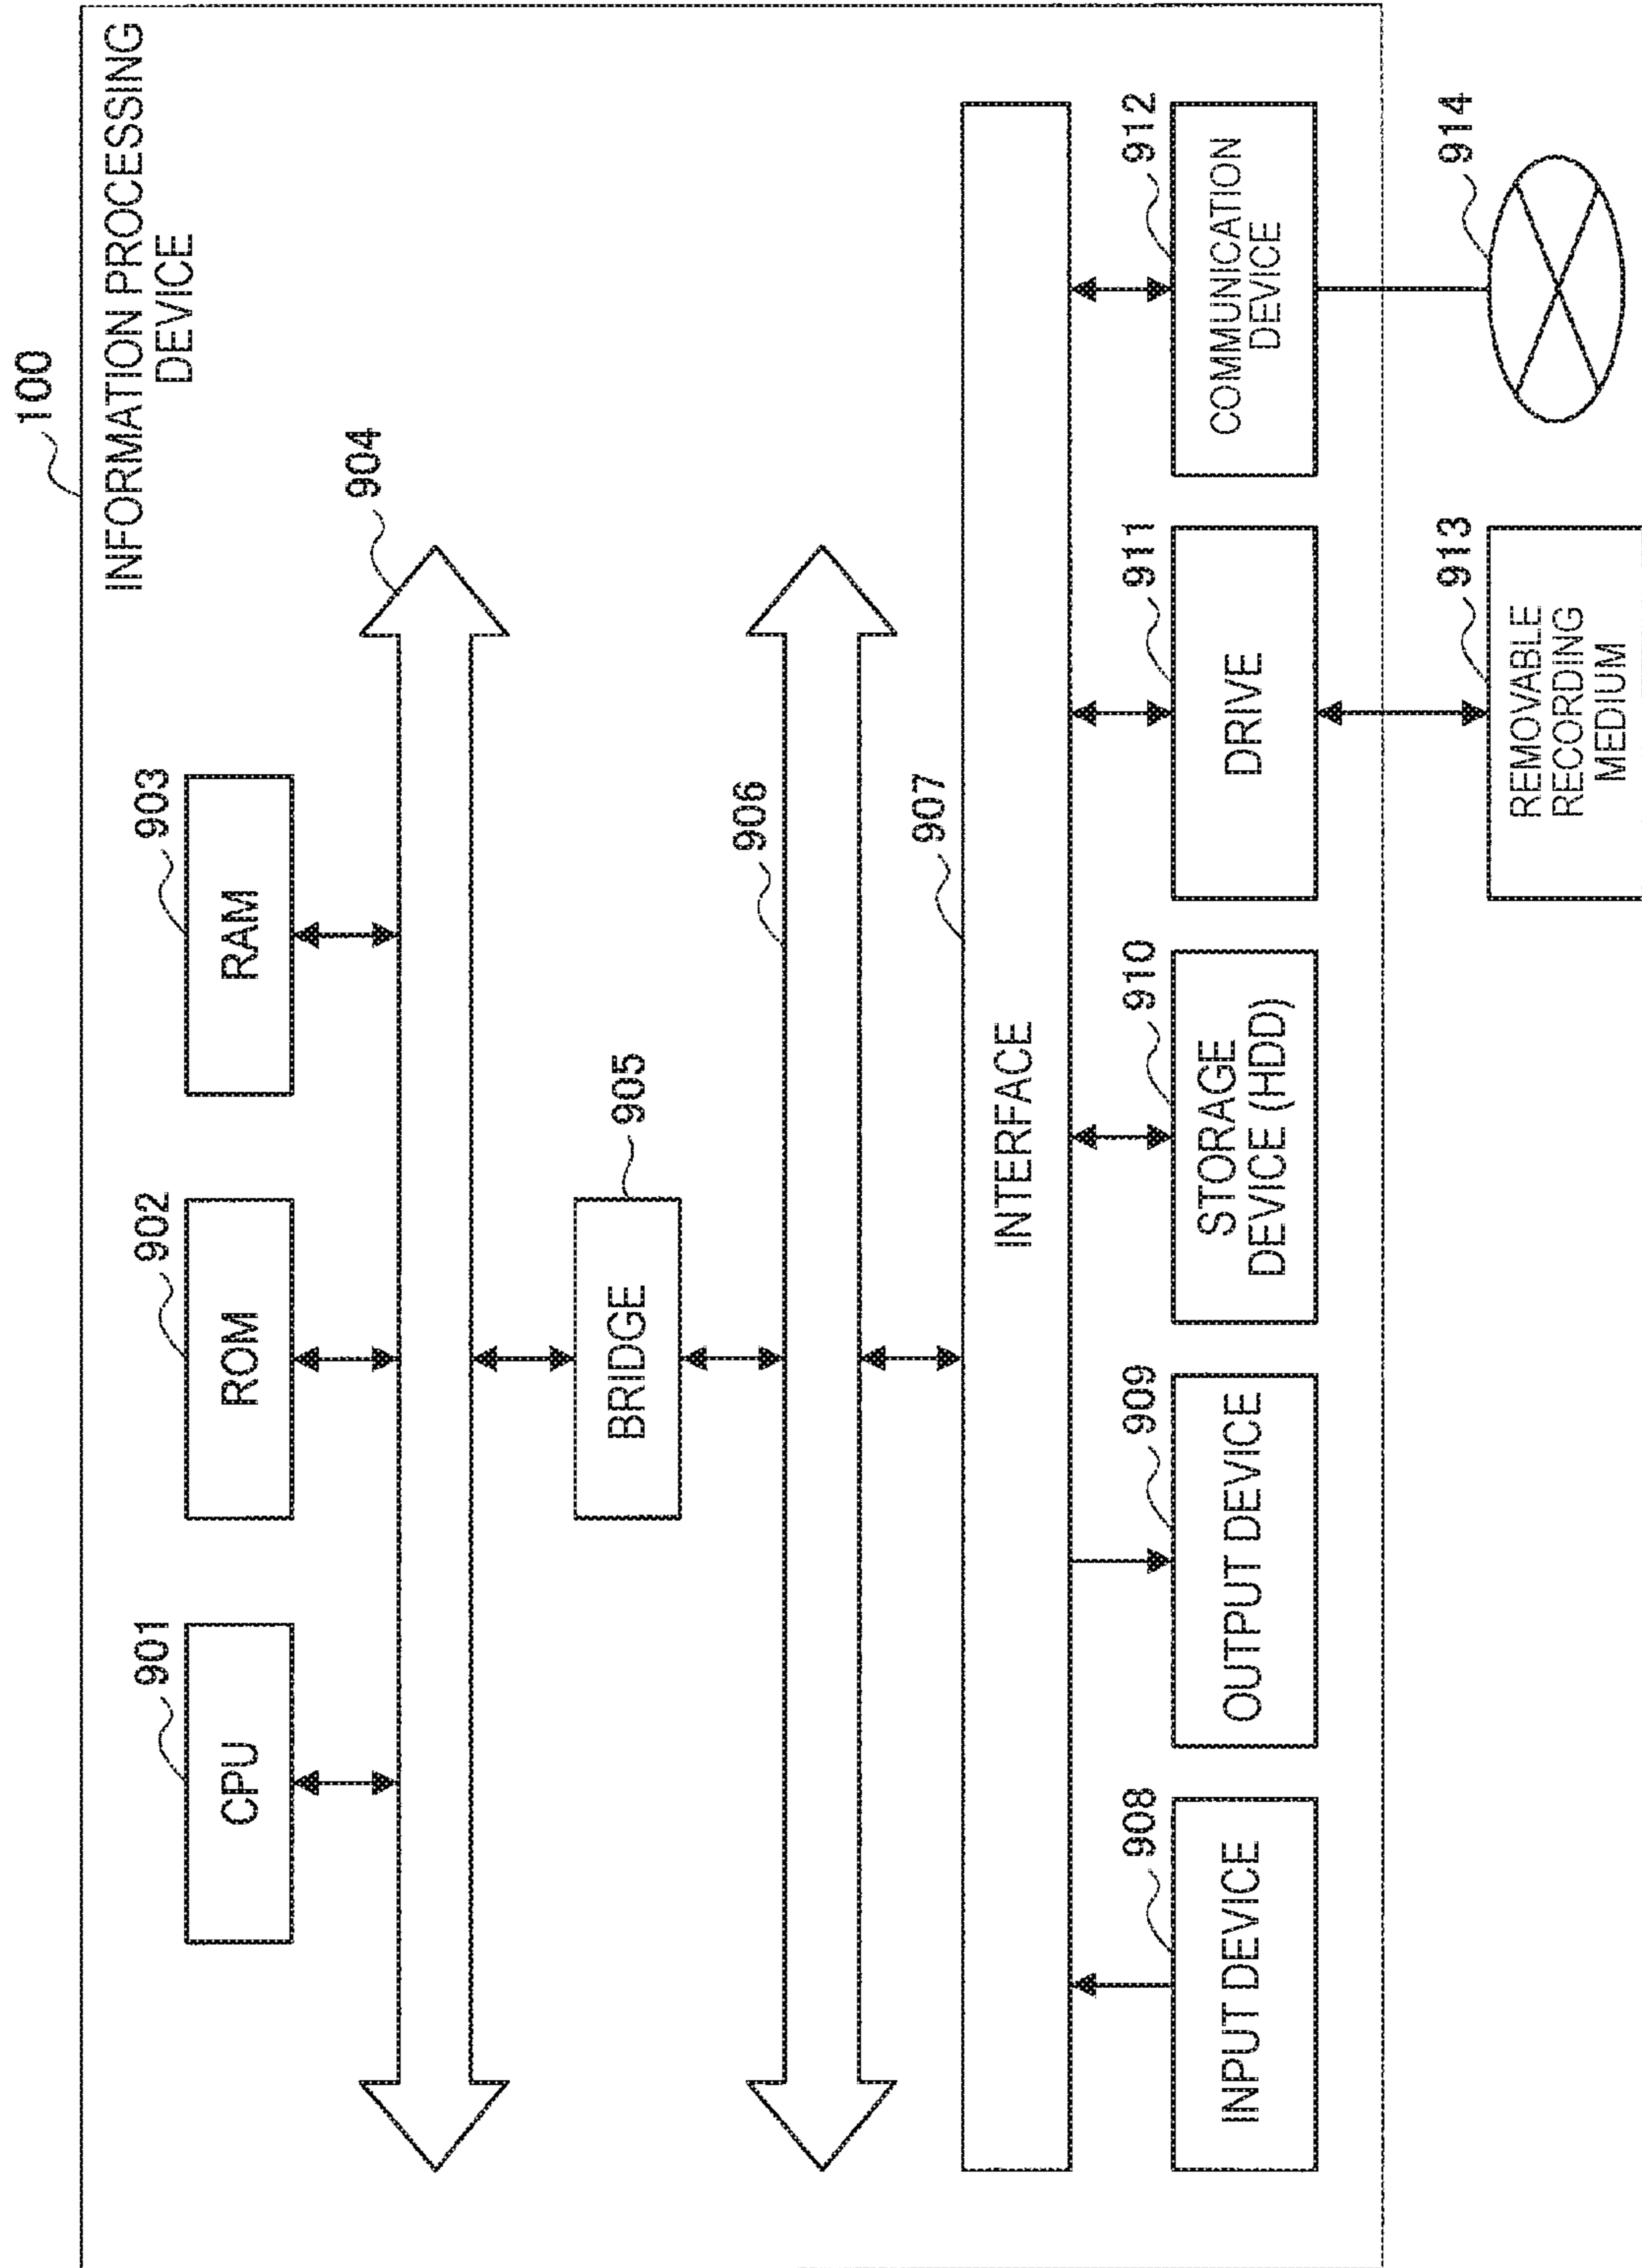 100
INFORMATION PROCESSING
DEVICE
901
CPU
902
ROM
903
RAM
904
905
BRIDGE
906
907
INTERFACE
908
INPUT DEVICE
909
OUTPUT DEVICE
910
STORAGE
DEVICE (HDD)
911
DRIVE
912
COMMUNICATION
DEVICE
913
REMOVABLE
RECORDING
MEDIUM
914